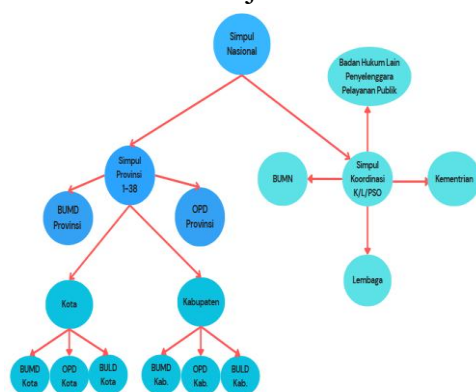 Simpul
Nasional
Badan Hukum Lain
Penyelenggara
Pelayanan Publik
Simpul
Provinsi
1-38
BUMN
Simpul
Koordinasi
K/L/PSO
Kementrian
BUMD
Provinsi
OPD
Provinsi
Lembaga
Kota
Kabupaten
BUMD
Kota
OPD
Kota
BULD
Kota
BUMD
Kab.
OPD
Kab.
BULD
Kab.